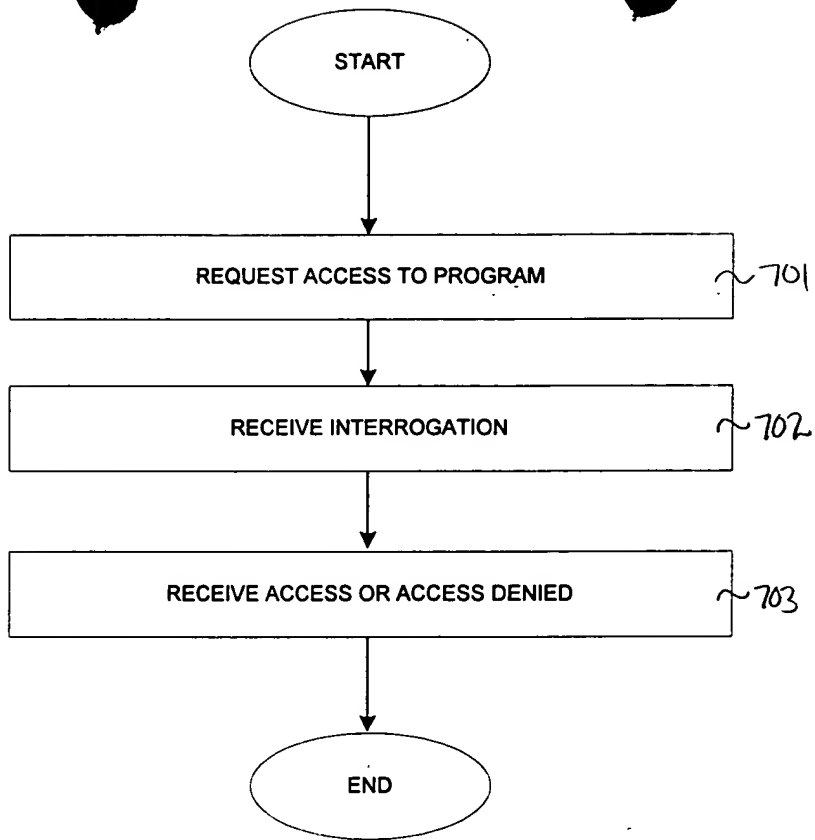 START
REQUEST ACCESS TO PROGRAM
701
RECEIVE INTERROGATION
702
RECEIVE ACCESS OR ACCESS DENIED
703
END